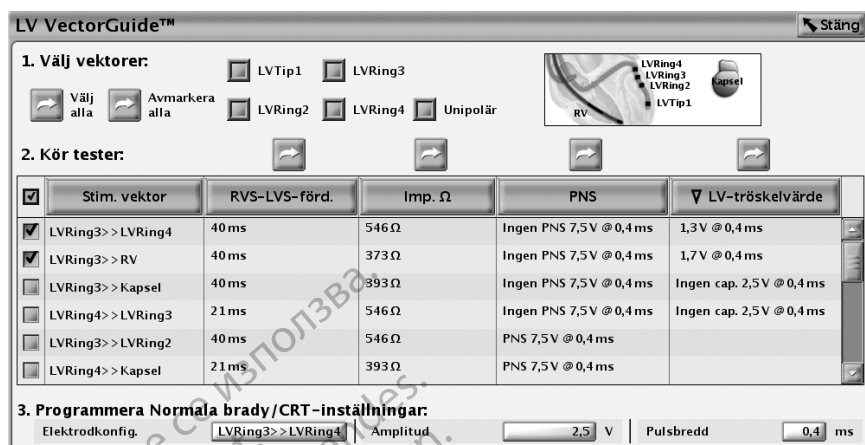 LV VectorGuide™
Stäng
1. Välj vektorer:
LVTip1 LVRing3
Välj alla
Avmarkera alla
LVRing2 LVRing4 Unipolär
LVRing4
LVRing3
LVRing2
LVTip1
Kapsel
RV
2. Kör tester:
Stim. vektor RVS-LVS-förd. Imp. Ω PNS LV-tröskelvärde
LVRing3>>LVRing4 40 ms 546 Ω Ingen PNS 7,5 V @ 0,4 ms 1,3 V @ 0,4 ms
LVRing3>>RV 40 ms 373 Ω Ingen PNS 7,5 V @ 0,4 ms 1,7 V @ 0,4 ms
LVRing3>>Kapsel 40 ms 393 Ω Ingen PNS 7,5 V @ 0,4 ms Ingen cap. 2,5 V @ 0,4 ms
LVRing4>>LVRing3 21 ms 546 Ω Ingen PNS 7,5 V @ 0,4 ms Ingen cap. 2,5 V @ 0,4 ms
LVRing3>>LVRing2 40 ms 546 Ω PNS 7,5 V @ 0,4 ms
LVRing4>>Kapsel 21 ms 393 Ω PNS 7,5 V @ 0,4 ms
3. Programmera Normala brady/CRT-inställningar:
Elektrodkonfig. LVRing3>>LVRing4 Amplitud 2,5 V Pulsbredd 0,4 ms
използва.